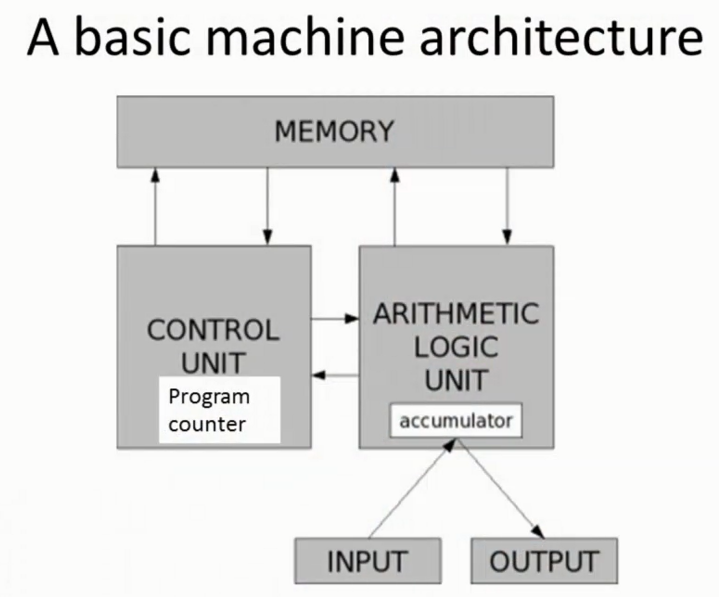 A basic machine architecture
MEMORY
CONTROL
UNIT
Program
counter
ARITHMETIC
LOGIC
UNIT
accumulator
INPUT
OUTPUT